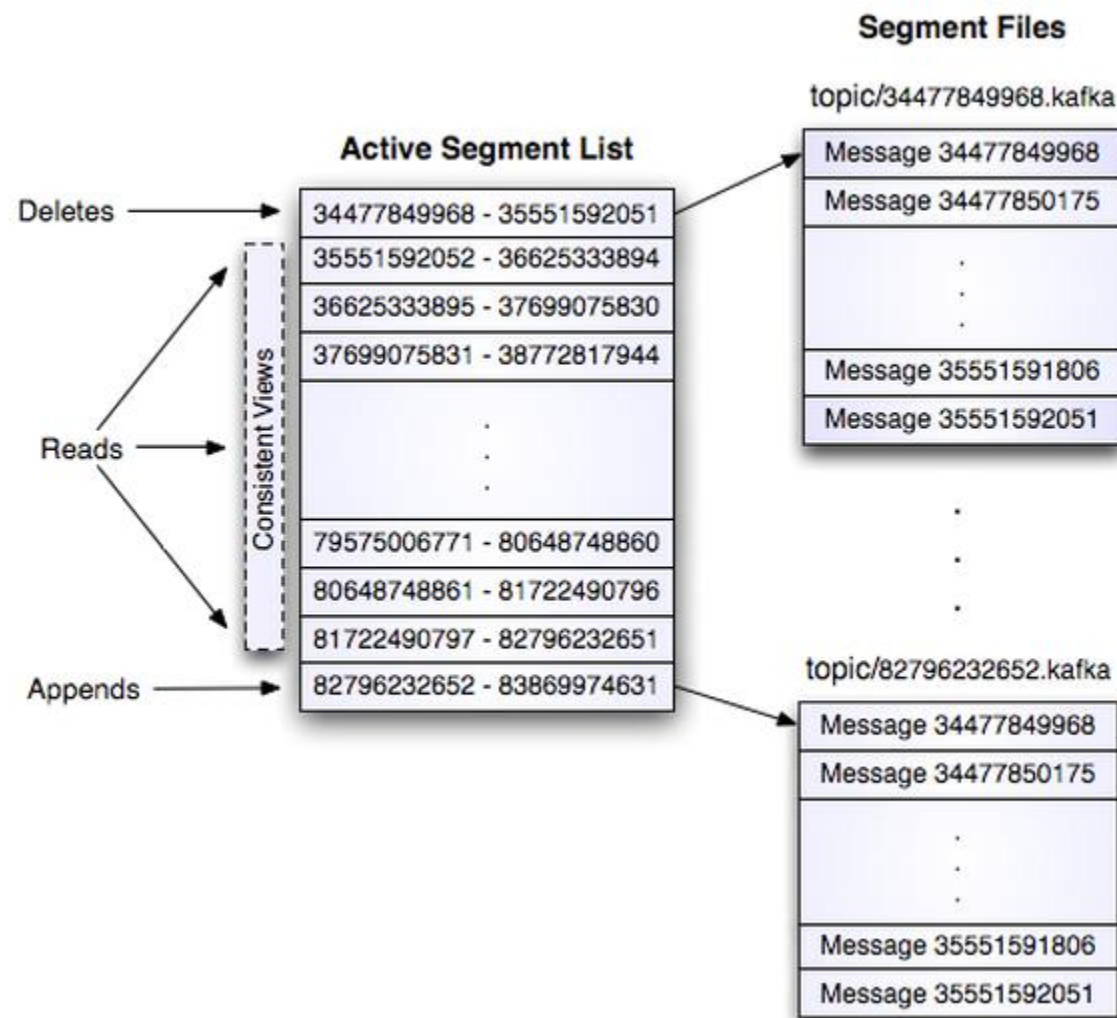 Segment Files
topic/34477849968.kafka
Active Segment List
Message 34477849968
Deletes
34477849968 - 35551592051
Message 34477850175
35551592052 - 36625333894
.
36625333895 - 37699075830
.
.
37699075831 - 38772817944
Message 35551591806
Consistent Views
Message 35551592051
Reads
.
.
.
.
.
.
79575006771 - 80648748860
80648748861 - 81722490796
81722490797 - 82796232651
topic/82796232652.kafka
Appends
82796232652 - 83869974631
Message 34477849968
Message 34477850175
.
.
.
Message 35551591806
Message 35551592051